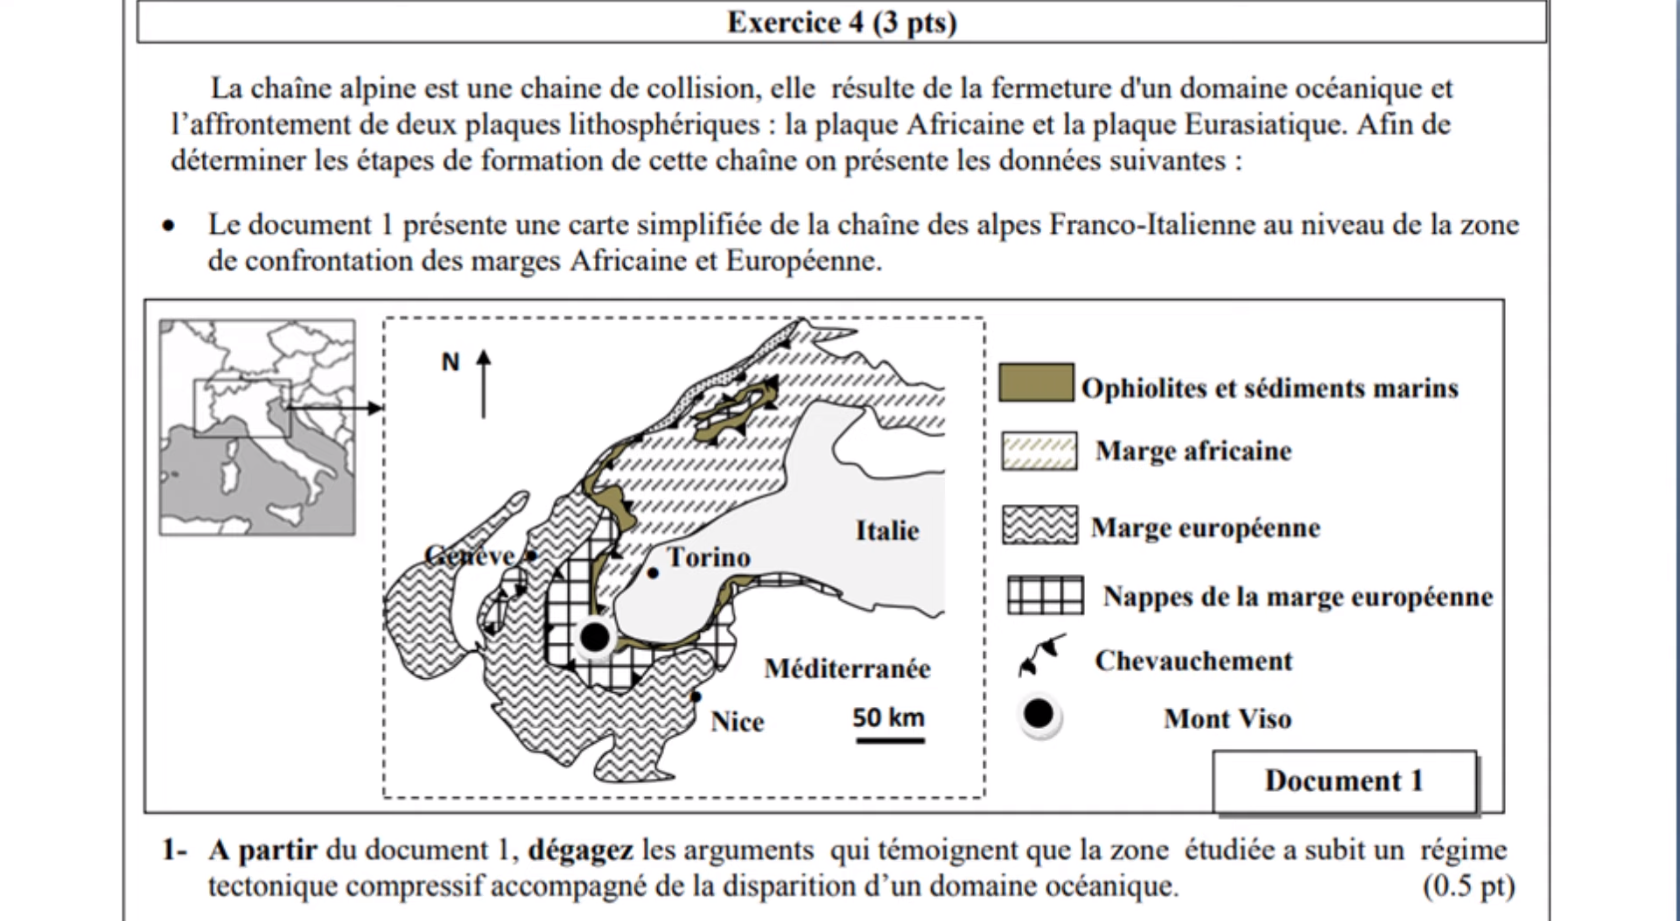 Exercice 4 (3 pts)
La chaîne alpine est une chaine de collision, elle résulte de la fermeture d'un domaine océanique et
l’affrontement de deux plaques lithosphériques : la plaque Africaine et la plaque Eurasiatique. Afin de
déterminer les étapes de formation de cette chaîne on présente les données suivantes :
• Le document 1 présente une carte simplifiée de la chaîne des alpes Franco-Italienne au niveau de la zone
de confrontation des marges Africaine et Européenne.
N
Genève
Torino
Italie
Méditerranée
Nice
50 km
Ophiolites et sédiments marins
Marge africaine
Marge européenne
Nappes de la marge européenne
Chevauchement
Mont Viso
Document 1
1- A partir du document 1, dégagez les arguments qui témoignent que la zone étudiée a subit un régime
tectonique compressif accompagné de la disparition d’un domaine océanique. (0.5 pt)